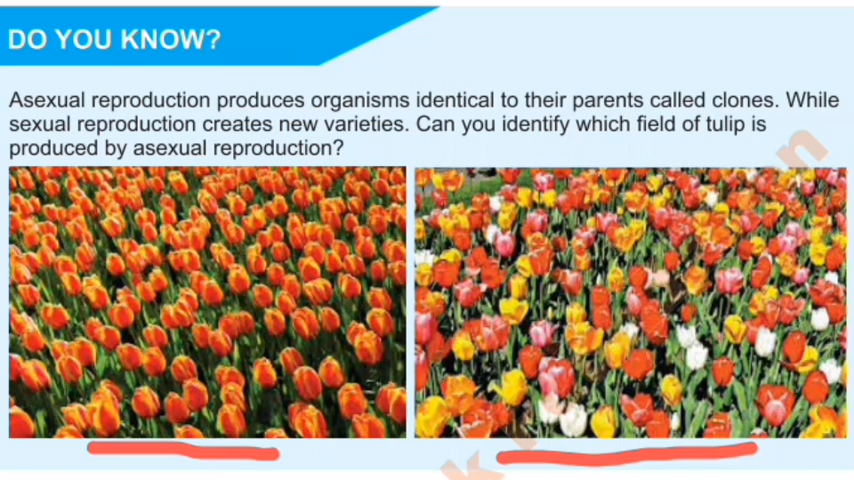 DO YOU KNOW?
Asexual reproduction produces organisms identical to their parents called clones. While
sexual reproduction creates new varieties. Can you identify which field of tulip is
produced by asexual reproduction?